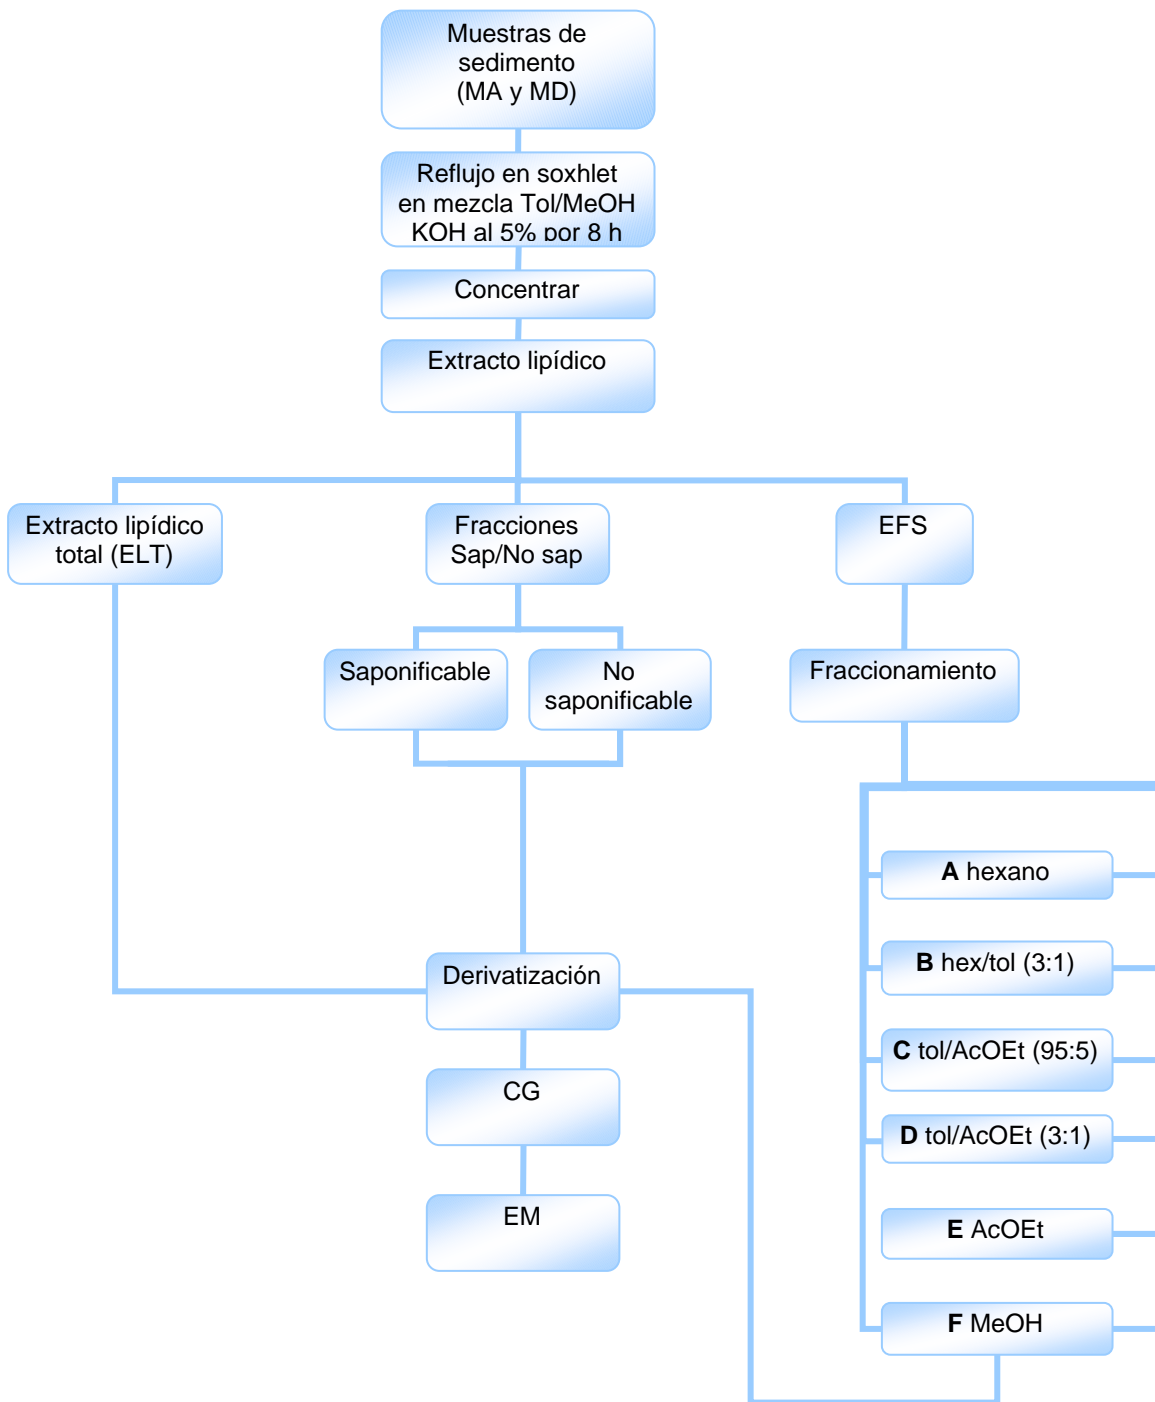 Muestras de
sedimento
(MA y MD)
Reflujo en soxhlet
en mezcla Tol/MeOH
KOH al 5% por 8 h
Concentrar
Extracto lipídico
Extracto lipídico
total (ELT)
Fracciones
Sap/No sap
EFS
Saponificable
No
saponificable
Fraccionamiento
A hexano
B hex/tol (3:1)
Derivatización
C tol/AcOEt (95:5)
CG
D tol/AcOEt (3:1)
EM
E AcOEt
F MeOH